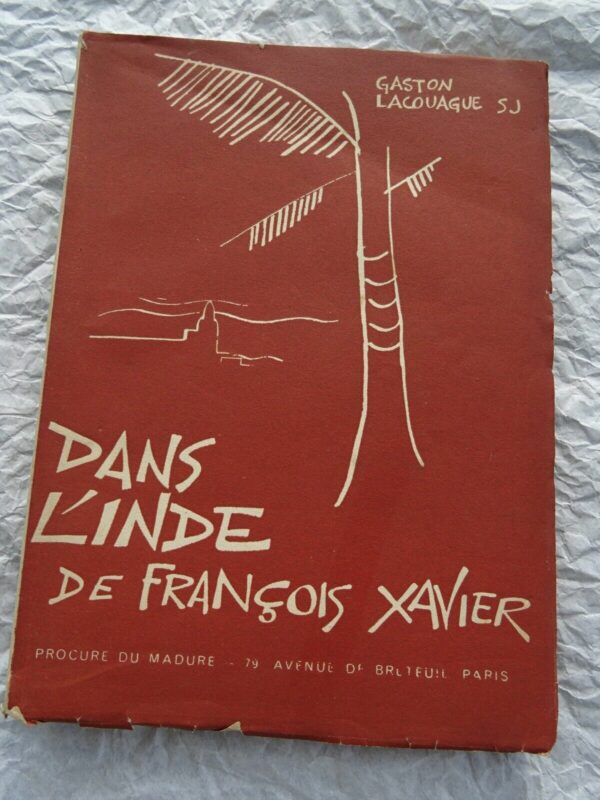 GASTON
LACOUAGUE SJ
DANS
L'INDE
DE FRANÇOIS XAVIER
PROCURE DU MADURE - 79 AVENUE DE BRETEUIL PARIS